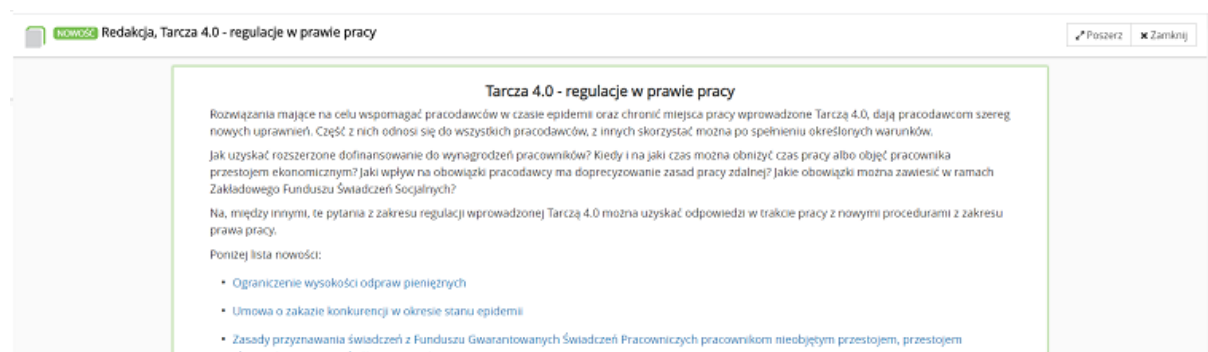 NOWOŚĆ Redakcja, Tarcza 4.0 - regulacje w prawie pracy
Poszerz
Zamknij
Tarcza 4.0 - regulacje w prawie pracy
Rozwiązania mające na celu wspomagać pracodawców w czasie epidemii oraz chronić miejsca pracy wprowadzone Tarczą 4.0, dają pracodawcom szereg
nowych uprawnień. Część z nich odnosi się do wszystkich pracodawców, z innych skorzystać można po spełnieniu określonych warunków.
Jak uzyskać rozszerzone dofinansowanie do wynagrodzeń pracowników? Kiedy i na jaki czas można obniżyć czas pracy albo objęć pracownika
przestojem ekonomicznym? Jaki wpływ na obowiązki pracodawcy ma doprecyzowanie zasad pracy zdalnej? Jakie obowiązki można zawiesić w ramach
Zakładowego Funduszu Świadczeń Socjalnych?
Na, między innymi, te pytania z zakresu regulacji wprowadzonej Tarczą 4.0 można uzyskać odpowiedzi w trakcie pracy z nowymi procedurami z zakresu
prawa pracy.
Poniżej lista nowości:
• Ograniczenie wysokości odpraw pieniężnych
• Umowa o zakazie konkurencji w okresie stanu epidemii
• Zasady przyznawania świadczeń z Funduszu Gwarantowanych Świadczeń Pracowniczych pracownikom nieobjętym przestojem, przestojem